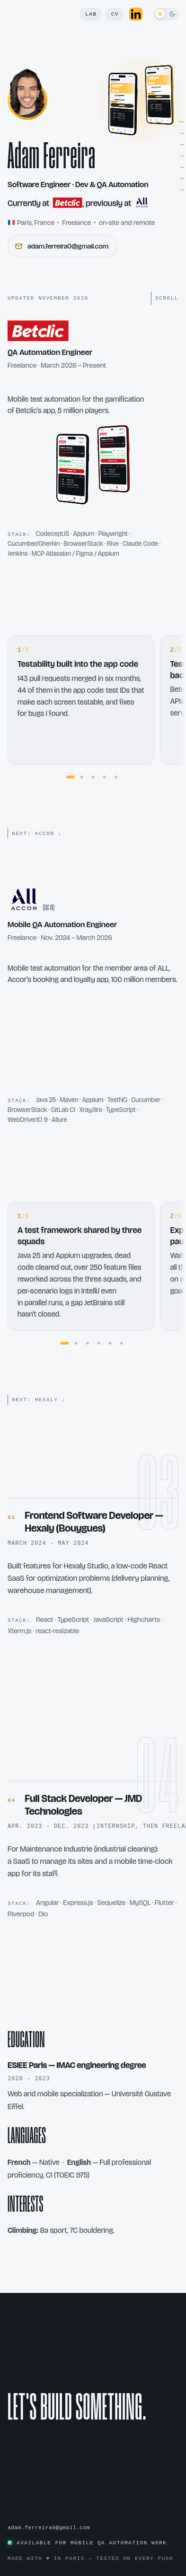 LAB
CV
in
Adam Ferreira
Software Engineer · Dev & QA Automation
Currently at Betclic, previously at All
Paris, France • Freelance • on-site and remote
adam.ferreira0@gmail.com
UPDATED NOVEMBER 2026
SCROLL
Betclic
QA Automation Engineer
Freelance · March 2026 – Present
Mobile test automation for the gamification
of Betclic's app, 5 million players.
STACK: CodeceptJS · Appium · Playwright ·
Cucumber/Gherkin · BrowserStack · Rive · Claude Code ·
Jenkins · MCP Atlassian / Figma / Appium
1/5
Testability built into the app code
143 pull requests merged in six months,
44 of them in the app code: test IDs that
make each screen testable, and fixes
for bugs I found.
2/5
NEXT: ACCOR ↓
All
ACCOR
Mobile QA Automation Engineer
Freelance · Nov. 2024 – March 2026
Mobile test automation for the member area of ALL,
Accor's booking and loyalty app, 100 million members.
STACK: Java 25 · Maven · Appium · TestNG · Cucumber ·
BrowserStack · GitLab CI · Xray/Jira · TypeScript ·
WebDriverIO 9 · Allure
1/6
A test framework shared by three
squads
Java 25 and Appium upgrades, dead
code cleared out, over 250 feature files
reworked across the three squads, and
per-scenario logs in IntelliJ even
in parallel runs, a gap JetBrains still
hasn't closed.
2/6
NEXT: HEXALY ↓
03
03
Frontend Software Developer —
Hexaly (Bouygues)
MARCH 2024 - MAY 2024
Built features for Hexaly Studio, a low-code React
SaaS for optimization problems (delivery planning,
warehouse management).
STACK: React · TypeScript · JavaScript · Highcharts ·
Xterm.js · react-resizable
04
04
Full Stack Developer — JMD
Technologies
APR. 2023 - DEC. 2023 (INTERNSHIP, THEN FREELA
For Maintenance Industrie (industrial cleaning):
a SaaS to manage its sites and a mobile time-clock
app for its staff.
STACK: Angular · Express.js · Sequelize · MySQL · Flutter ·
Riverpod · Dio
EDUCATION
ESIEE Paris — IMAC engineering degree
2020 - 2023
Web and mobile specialization — Université Gustave
Eiffel.
LANGUAGES
French — Native · English — Full professional
proficiency, C1 (TOEIC 975)
INTERESTS
Climbing: 8a sport, 7C bouldering.
LET'S BUILD SOMETHING.
adam.ferreira0@gmail.com
AVAILABLE FOR MOBILE QA AUTOMATION WORK
MADE WITH ♥ IN PARIS — TESTED ON EVERY PUSH